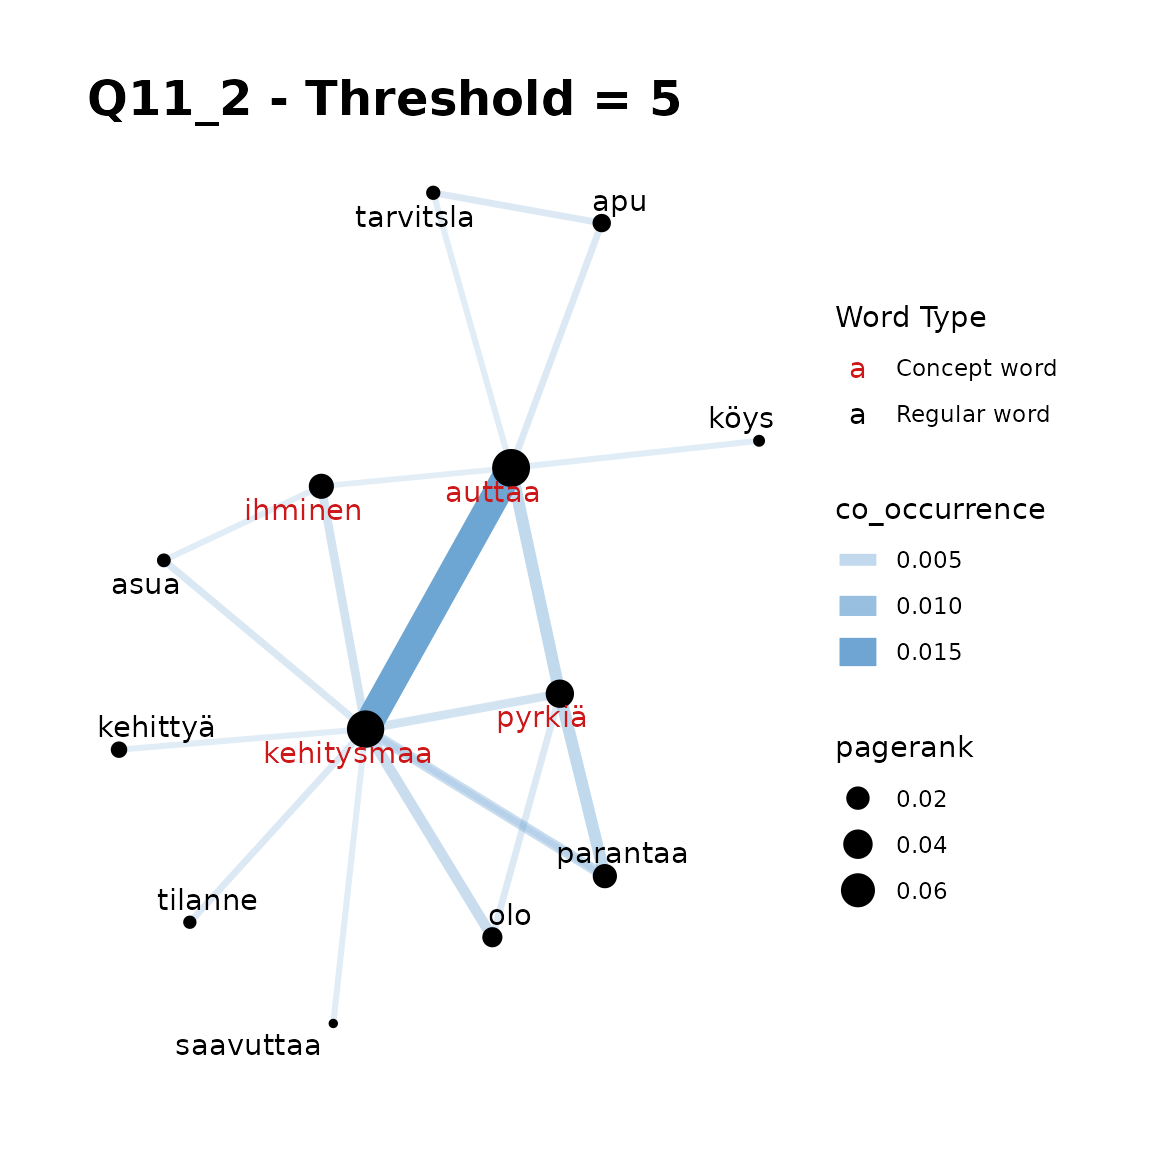 Q11_2 - Threshold = 5
apu
tarvitsla
köys
auttaa
ihminen
asua
pyrkiä
kehittyä
kehitysmaa
parantaa
tilanne
olo
saavuttaa
Word Type
a Concept word
a Regular word
co_occurrence
0.005
0.010
0.015
pagerank
0.02
0.04
0.06